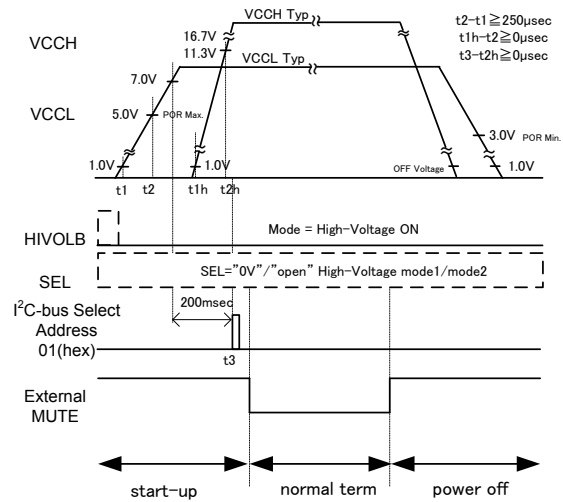 VCCH Typ
t2-t1≧250μsec
t1h-t2≧0μsec
t3-t2h≧0μsec
VCCH
16.7V
11.3V
VCCL Typ
7.0V
VCCL
5.0V
POR Max.
3.0V
POR Min.
1.0V
1.0V
OFF Voltage
1.0V
t1
t2
t1h
t2h
HIVOLB
Mode = High-Voltage ON
SEL
SEL="0V"/"open" High-Voltage mode1/mode2
I²C-bus Select
Address
01(hex)
200msec
t3
External
MUTE
start-up
normal term
power off